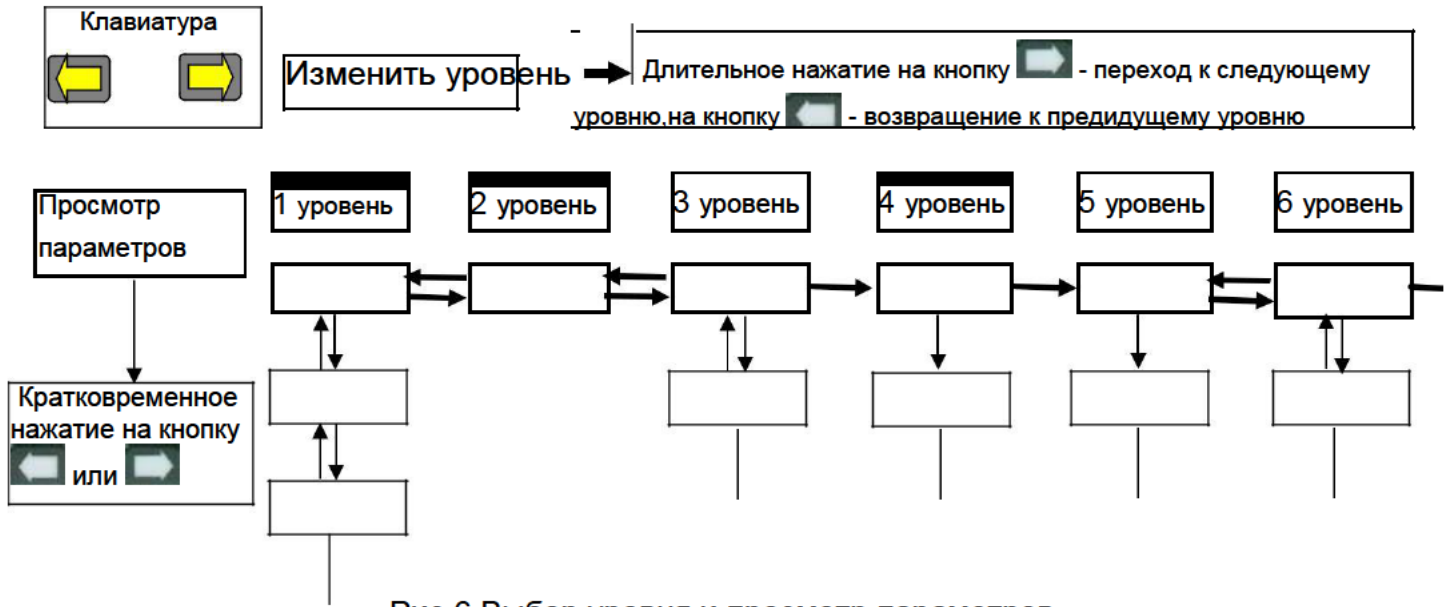 Клавиатура
Изменить уровень
Длительное нажатие на кнопку - переход к следующему
уровню,на кнопку - возвращение к предидущему уровню
Просмотр
параметров
1 уровень
2 уровень
3 уровень
4 уровень
5 уровень
6 уровень
Кратковременное
нажатие на кнопку
или